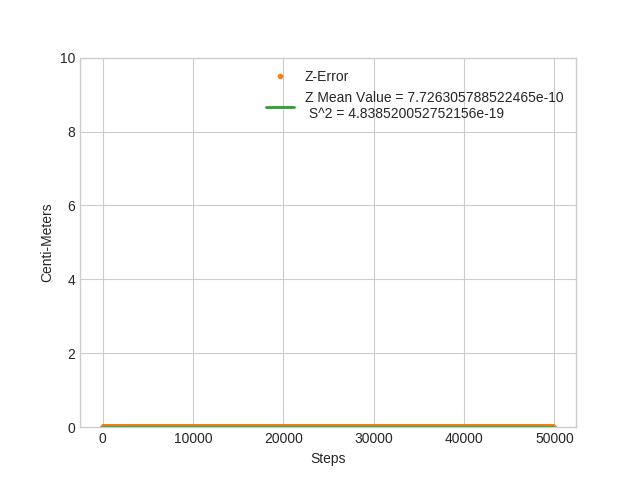 10
Z-Error
Z Mean Value = 7.726305788522465e-10
S^2 = 4.838520052752156e-19
8
6
Centi-Meters
4
2
0
0 10000 20000 30000 40000 50000
Steps